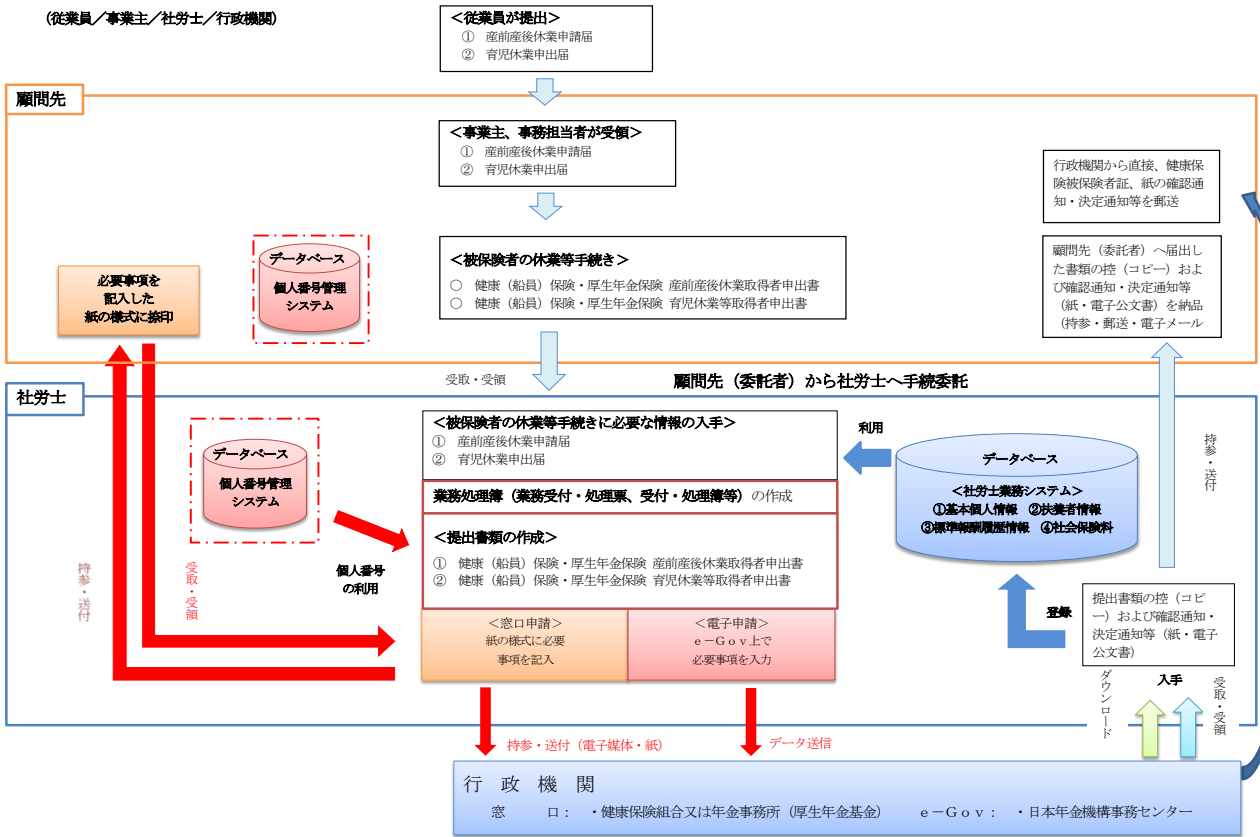 (従業員／事業主／社労士／行政機関)
＜従業員が提出＞
① 産前産後休業申請届
② 育児休業申出届
顧問先
＜事業主、事務担当者が受領＞
① 産前産後休業申請届
② 育児休業申出届
行政機関から直接、健康保
険被保険者証、紙の確認通
知・決定通知等を郵送
＜被保険者の休業等手続き＞
○ 健康（船員）保険・厚生年金保険 産前産後休業取得者申出書
○ 健康（船員）保険・厚生年金保険 育児休業等取得者申出書
顧問先（委託者）へ届出し
た書類の控（コピー）およ
び確認通知・決定通知等
（紙・電子公文書）を納品
（持参・郵送・電子メール
データベース
個人番号管理
システム
必要事項を
記入した
紙の様式に捺印
受取・受領
顧問先（委託者）から社労士へ手続委託
社労士
＜被保険者の休業等手続きに必要な情報の入手＞
① 産前産後休業申請届
② 育児休業申出届
利用
データベース
＜社労士業務システム＞
①基本個人情報 ②扶養者情報
③標準報酬履歴情報 ④社会保険料
持参・送付
データベース
個人番号管理
システム
業務処理簿（業務受付・処理票、受付・処理簿等）の作成
＜提出書類の作成＞
① 健康（船員）保険・厚生年金保険 産前産後休業取得者申出書
② 健康（船員）保険・厚生年金保険 育児休業等取得者申出書
個人番号
の利用
持参・送付
受取・受領
＜窓口申請＞
紙の様式に必要
事項を記入
＜電子申請＞
ｅ－Ｇｏｖ上で
必要事項を入力
登録
提出書類の控（コピ
ー）および確認通知・
決定通知等（紙・電子
公文書）
入手
ダウンロード
受取・受領
持参・送付（電子媒体・紙）
データ送信
行 政 機 関
窓 口： ・健康保険組合又は年金事務所（厚生年金基金） ｅ－Ｇｏｖ： ・日本年金機構事務センター